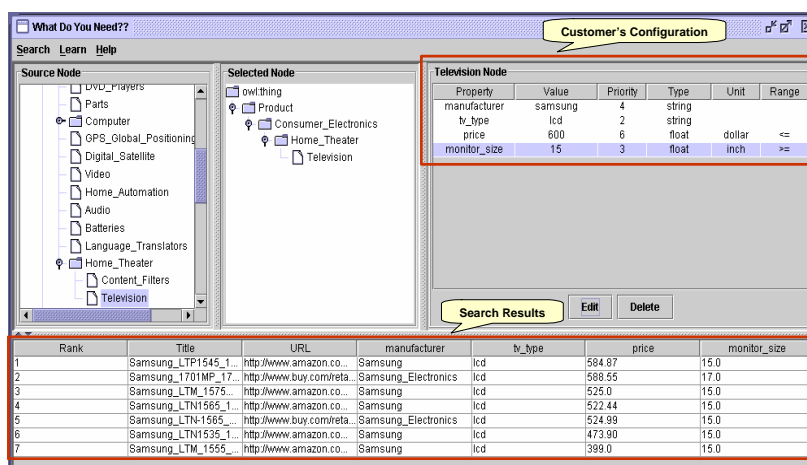 What Do You Need??
Customer's Configuration
Search Learn Help
Source Node
DVD_Players
Parts
Computer
GPS_Global_Positioning
Digital_Satellite
Video
Home_Automation
Audio
Batteries
Language_Translators
Home_Theater
Content_Filters
Television
Selected Node
owl:thing
Product
Consumer_Electronics
Home_Theater
Television
Television Node
Property Value Priority Type Unit Range
manufacturer samsung 4 string
tv_type lcd 2 string
price 600 6 float dollar <=
monitor_size 15 3 float inch >=
Search Results
Edit Delete
Rank Title URL manufacturer tv_type price monitor_size
1 Samsung_LTP1545_1... http://www.amazon.co... Samsung lcd 584.87 15.0
2 Samsung_1701MP_17... http://www.buy.com/reta... Samsung_Electronics lcd 588.55 17.0
3 Samsung_LTM_1575... http://www.amazon.co... Samsung lcd 525.0 15.0
4 Samsung_LTN1565_1... http://www.amazon.co... Samsung lcd 522.44 15.0
5 Samsung_LTN-1565_... http://www.buy.com/reta... Samsung_Electronics lcd 524.99 15.0
6 Samsung_LTN1535_1... http://www.amazon.co... Samsung lcd 473.90 15.0
7 Samsung_LTM_1555_... http://www.amazon.co... Samsung lcd 399.0 15.0